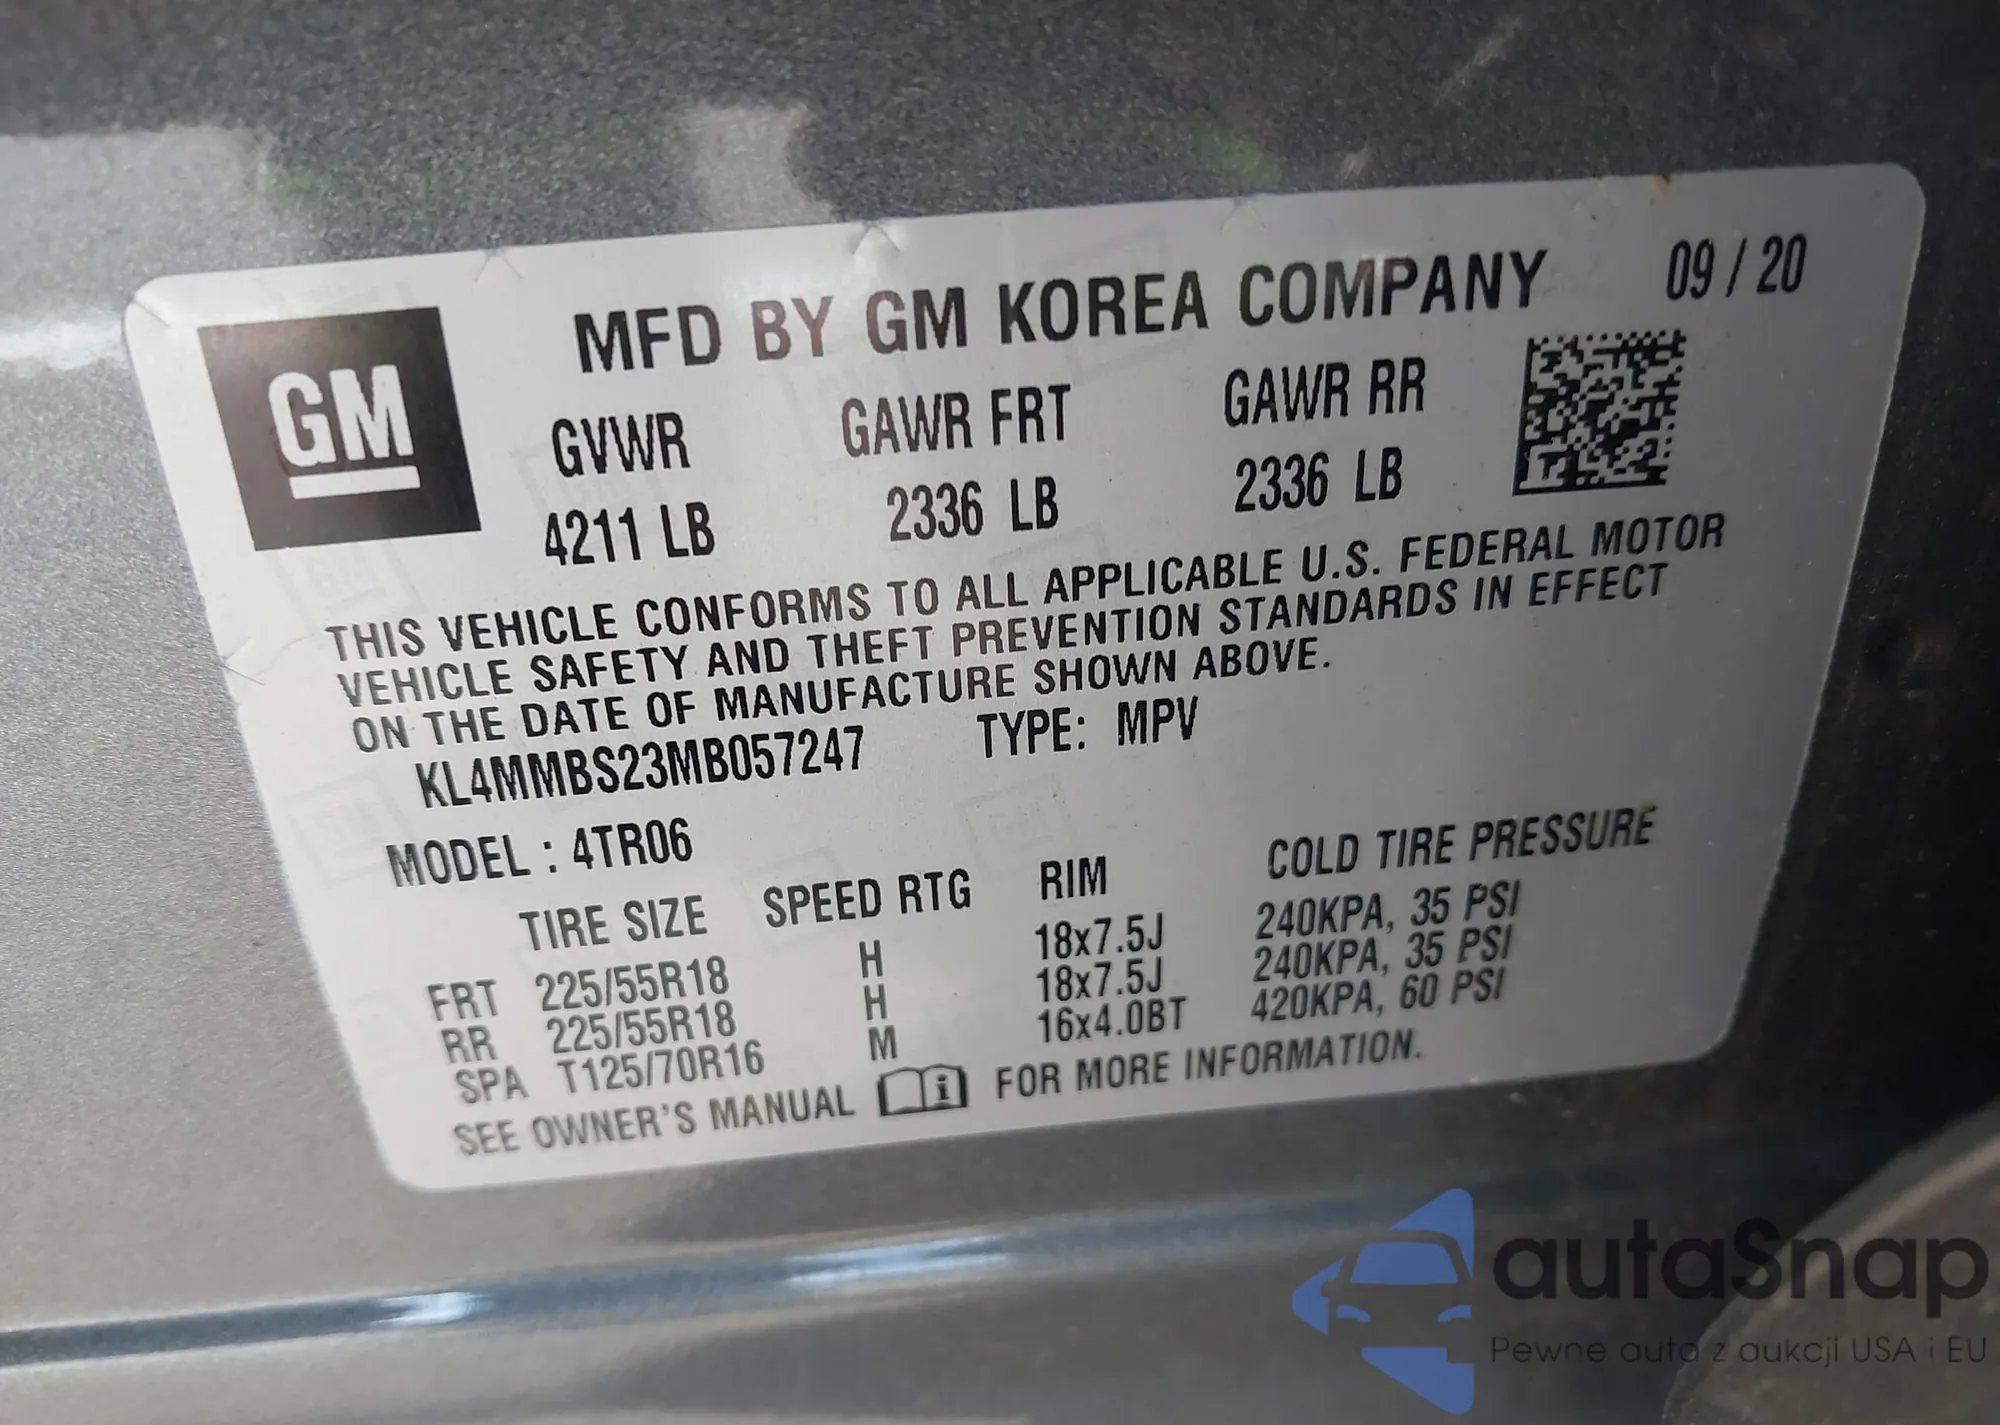 GM
MFD BY GM KOREA COMPANY 09 / 20
GVWR GAWR FRT GAWR RR
4211 LB 2336 LB 2336 LB
THIS VEHICLE CONFORMS TO ALL APPLICABLE U.S. FEDERAL MOTOR
VEHICLE SAFETY AND THEFT PREVENTION STANDARDS IN EFFECT
ON THE DATE OF MANUFACTURE SHOWN ABOVE.
KL4MMBS23MB057247 TYPE: MPV
MODEL : 4TR06
TIRE SIZE SPEED RTG RIM COLD TIRE PRESSURE
FRT 225/55R18 H 18x7.5J 240KPA, 35 PSI
RR 225/55R18 H 18x7.5J 240KPA, 35 PSI
SPA T125/70R16 M 16x4.0BT 420KPA, 60 PSI
SEE OWNER'S MANUAL i FOR MORE INFORMATION.
autaSnap
Pewne auta z aukcji USA i EU